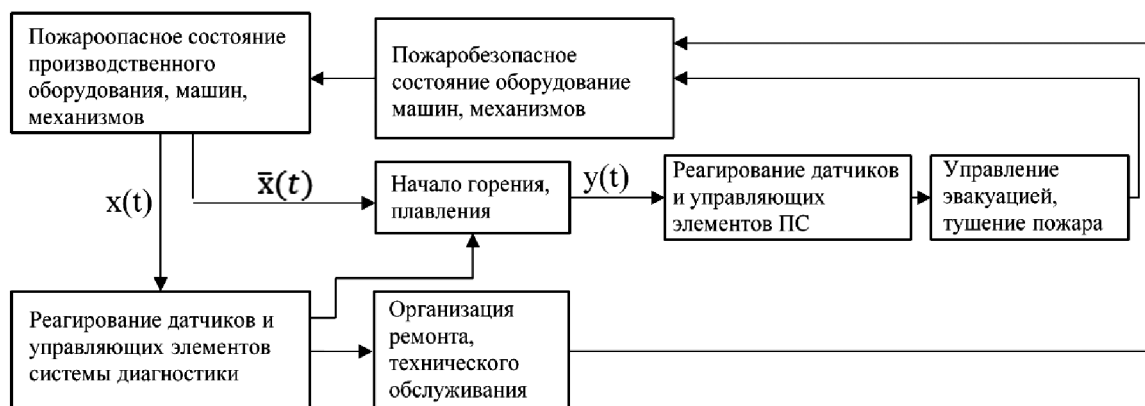 Пожароопасное состояние
производственного
оборудования, машин,
механизмов
Пожаробезопасное
состояние оборудование
машин, механизмов
x(t)
x̄(t)
Начало горения,
плавления
y(t)
Реагирование датчиков
и управляющих
элементов ПС
Управление
эвакуацией,
тушение пожара
Реагирование датчиков и
управляющих элементов
системы диагностики
Организация
ремонта,
технического
обслуживания